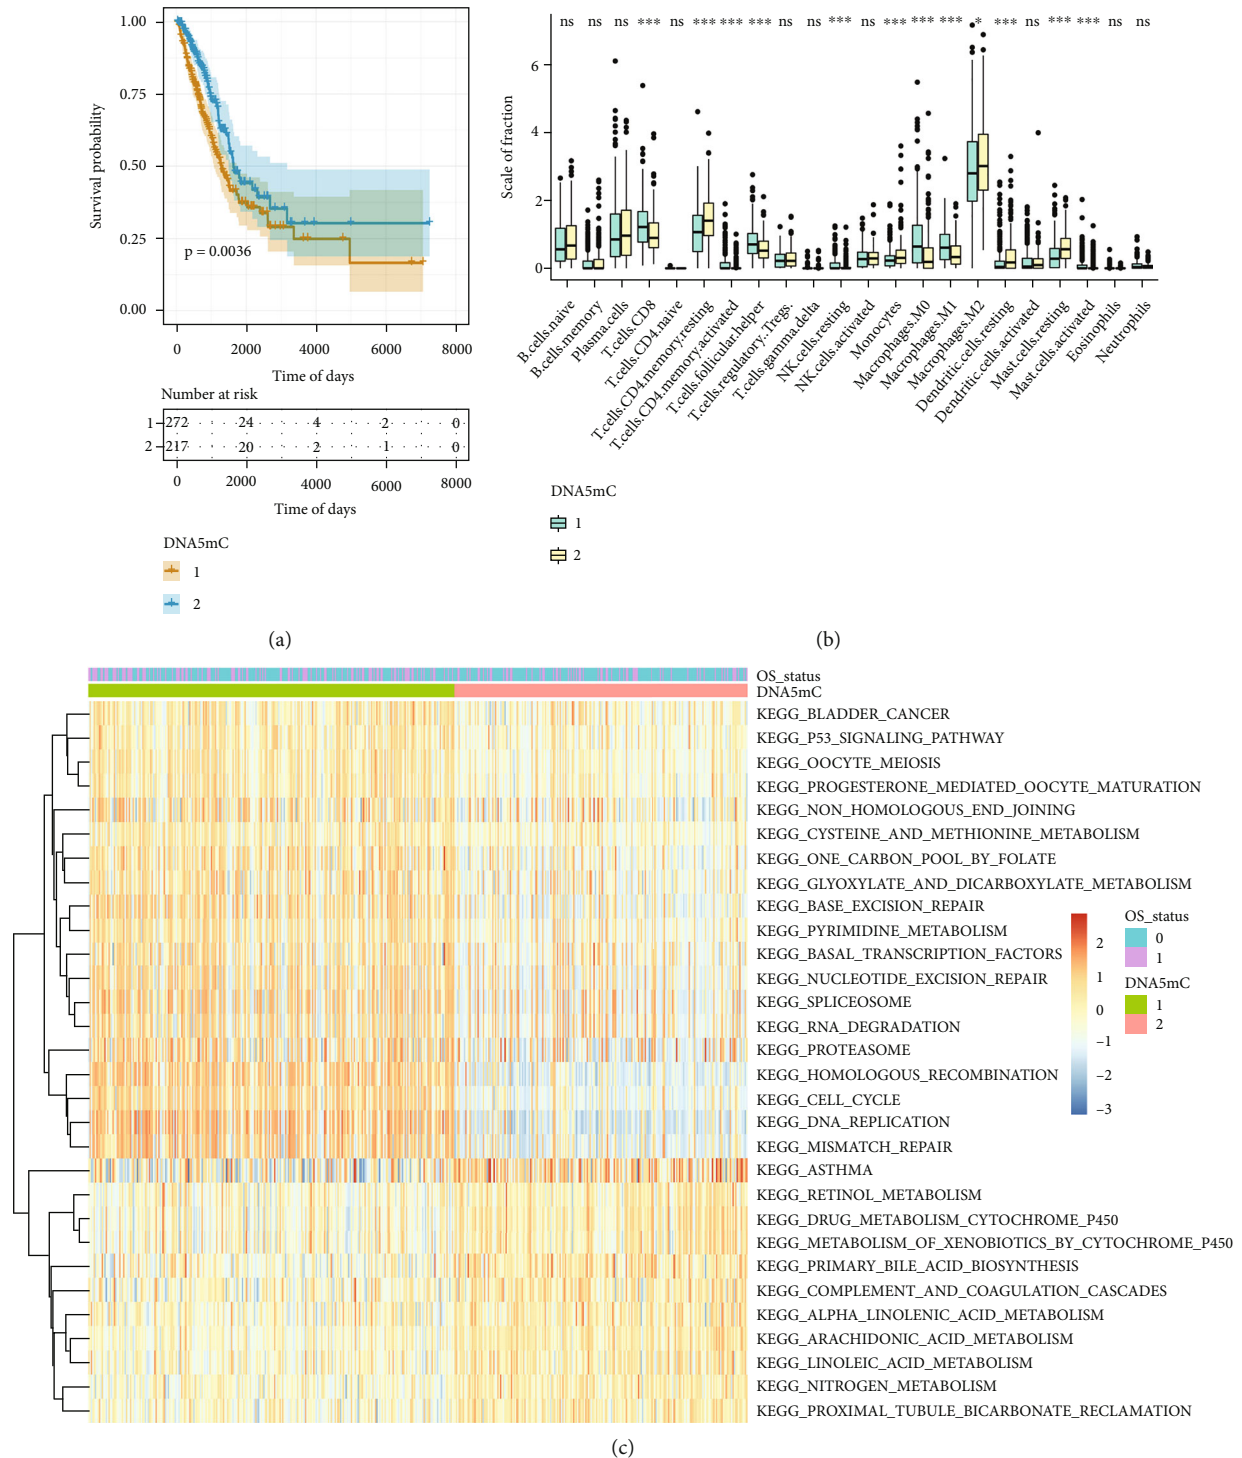 1.00
0.75
0.50
0.25
0.00
Survival probability
p = 0.0036
0 2000 4000 6000 8000
Time of days
Number at risk
1 272 24 4 2 0
2 217 20 2 1 0
0 2000 4000 6000 8000
Time of days
DNA5mC
1
2
(a)
ns ns ns *** ns *** *** *** ns ns *** ns *** *** *** * *** ns *** *** ns ns
6
4
2
0
Scale of fraction
B.cells.naive
B.cells.memory
Plasma.cells
T.cells.CD8
T.cells.CD4.naive
T.cells.CD4.memory.resting
T.cells.CD4.memory.activated
T.cells.follicular.helper
T.cells.regulatory..Tregs.
T.cells.gamma.delta
NK.cells.resting
NK.cells.activated
Monocytes
Macrophages.M0
Macrophages.M1
Macrophages.M2
Dendritic.cells.resting
Dendritic.cells.activated
Mast.cells.resting
Mast.cells.activated
Eosinophils
Neutrophils
DNA5mC
1
2
(b)
OS_status
DNA5mC
KEGG_BLADDER_CANCER
KEGG_P53_SIGNALING_PATHWAY
KEGG_OOCYTE_MEIOSIS
KEGG_PROGESTERONE_MEDIATED_OOCYTE_MATURATION
KEGG_NON_HOMOLOGOUS_END_JOINING
KEGG_CYSTEINE_AND_METHIONINE_METABOLISM
KEGG_ONE_CARBON_POOL_BY_FOLATE
KEGG_GLYOXYLATE_AND_DICARBOXYLATE_METABOLISM
KEGG_BASE_EXCISION_REPAIR
KEGG_PYRIMIDINE_METABOLISM
KEGG_BASAL_TRANSCRIPTION_FACTORS
KEGG_NUCLEOTIDE_EXCISION_REPAIR
KEGG_SPLICEOSOME
KEGG_RNA_DEGRADATION
KEGG_PROTEASOME
KEGG_HOMOLOGOUS_RECOMBINATION
KEGG_CELL_CYCLE
KEGG_DNA_REPLICATION
KEGG_MISMATCH_REPAIR
KEGG_ASTHMA
KEGG_RETINOL_METABOLISM
KEGG_DRUG_METABOLISM_CYTOCHROME_P450
KEGG_METABOLISM_OF_XENOBIOTICS_BY_CYTOCHROME_P450
KEGG_PRIMARY_BILE_ACID_BIOSYNTHESIS
KEGG_COMPLEMENT_AND_COAGULATION_CASCADES
KEGG_ALPHA_LINOLENIC_ACID_METABOLISM
KEGG_ARACHIDONIC_ACID_METABOLISM
KEGG_LINOLEIC_ACID_METABOLISM
KEGG_NITROGEN_METABOLISM
KEGG_PROXIMAL_TUBULE_BICARBONATE_RECLAMATION
2
1
0
−1
−2
−3
OS_status
0
1
DNA5mC
1
2
(c)